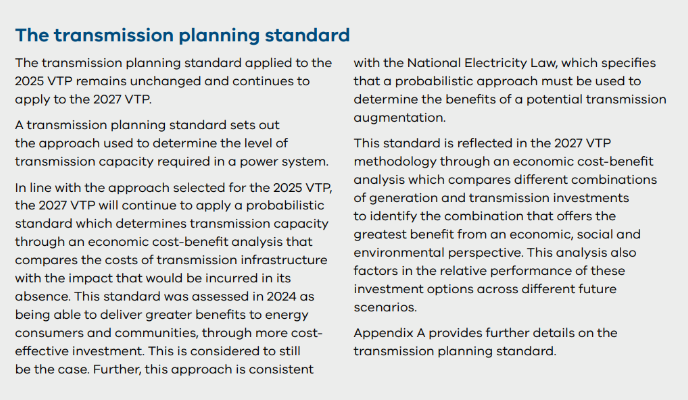 The transmission planning standard
The transmission planning standard applied to the
2025 VTP remains unchanged and continues to
apply to the 2027 VTP.
A transmission planning standard sets out
the approach used to determine the level of
transmission capacity required in a power system.
In line with the approach selected for the 2025 VTP,
the 2027 VTP will continue to apply a probabilistic
standard which determines transmission capacity
through an economic cost-benefit analysis that
compares the costs of transmission infrastructure
with the impact that would be incurred in its
absence. This standard was assessed in 2024 as
being able to deliver greater benefits to energy
consumers and communities, through more cost-
effective investment. This is considered to still
be the case. Further, this approach is consistent
with the National Electricity Law, which specifies
that a probabilistic approach must be used to
determine the benefits of a potential transmission
augmentation.
This standard is reflected in the 2027 VTP
methodology through an economic cost-benefit
analysis which compares different combinations
of generation and transmission investments
to identify the combination that offers the
greatest benefit from an economic, social and
environmental perspective. This analysis also
factors in the relative performance of these
investment options across different future
scenarios.
Appendix A provides further details on the
transmission planning standard.